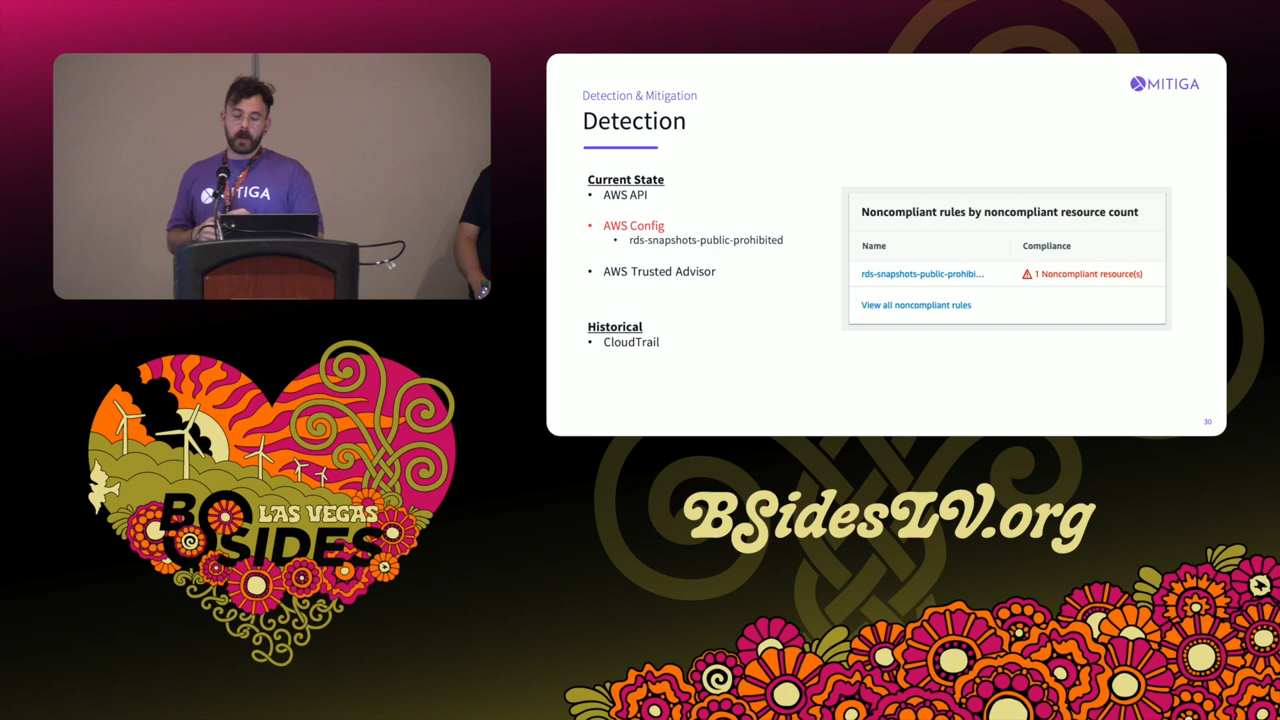 MITIGA
Detection & Mitigation
Detection
Current State
• AWS API
• AWS Config
• rds-snapshots-public-prohibited
• AWS Trusted Advisor
Historical
• CloudTrail
Noncompliant rules by noncompliant resource count
Name Compliance
rds-snapshots-public-prohibi... 1 Noncompliant resource(s)
View all noncompliant rules
30
MITIGA
LAS VEGAS
BSIDES
BSidesLV.org